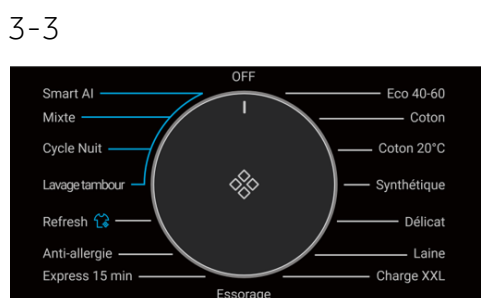 3-3
OFF
Smart AI
Mixte
Cycle Nuit
Lavage tambour
Refresh
Anti-allergie
Express 15 min
Eco 40-60
Coton
Coton 20°C
Synthétique
Délicat
Laine
Charge XXL
Essorage